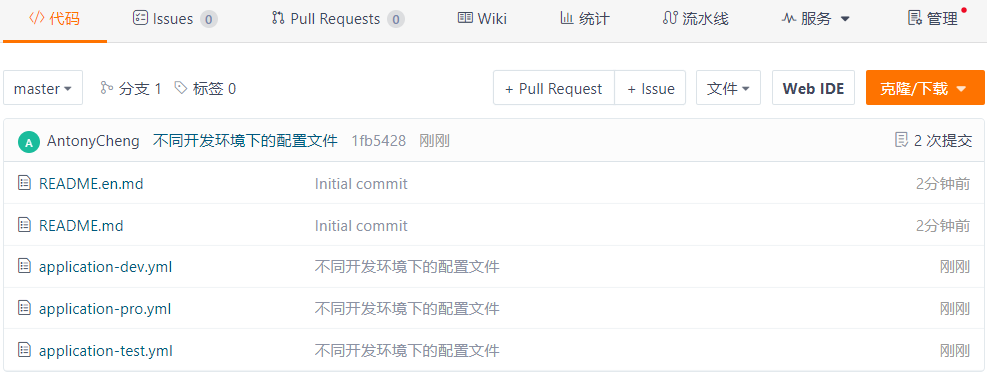 代码 Issues 0 Pull Requests 0 Wiki 统计 流水线 服务 管理
master 分支 1 标签 0 + Pull Request + Issue 文件 Web IDE 克隆/下载
A AntonyCheng 不同开发环境下的配置文件 1fb5428 刚刚 2 次提交
README.en.md Initial commit 2分钟前
README.md Initial commit 2分钟前
application-dev.yml 不同开发环境下的配置文件 刚刚
application-pro.yml 不同开发环境下的配置文件 刚刚
application-test.yml 不同开发环境下的配置文件 刚刚